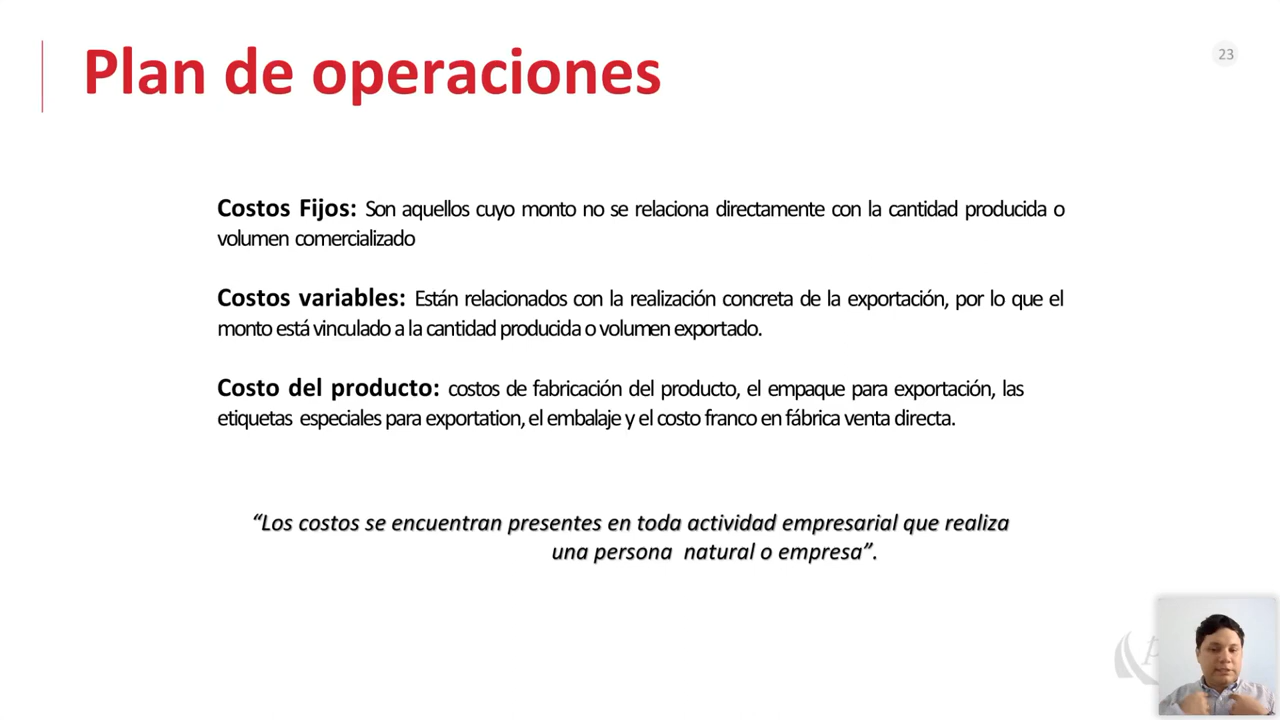 Plan de operaciones
23
Costos Fijos: Son aquellos cuyo monto no se relaciona directamente con la cantidad producida o
volumen comercializado
Costos variables: Están relacionados con la realización concreta de la exportación, por lo que el
monto está vinculado a la cantidad producida o volumen exportado.
Costo del producto: costos de fabricación del producto, el empaque para exportación, las
etiquetas especiales para exportation, el embalaje y el costo franco en fábrica venta directa.
“Los costos se encuentran presentes en toda actividad empresarial que realiza
una persona natural o empresa”.